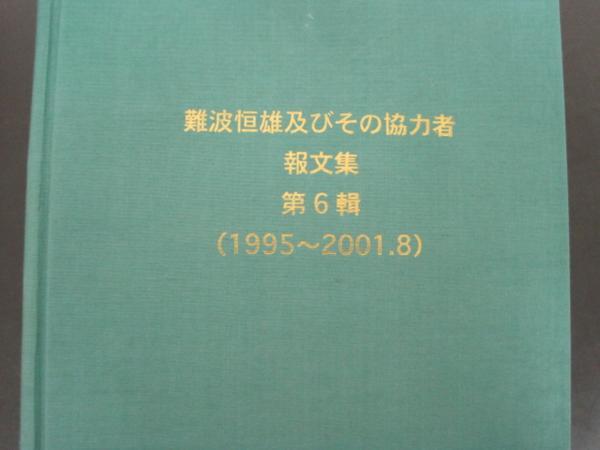 難波恒雄及びその協力者
報文集
第6輯
(1995～2001.8)